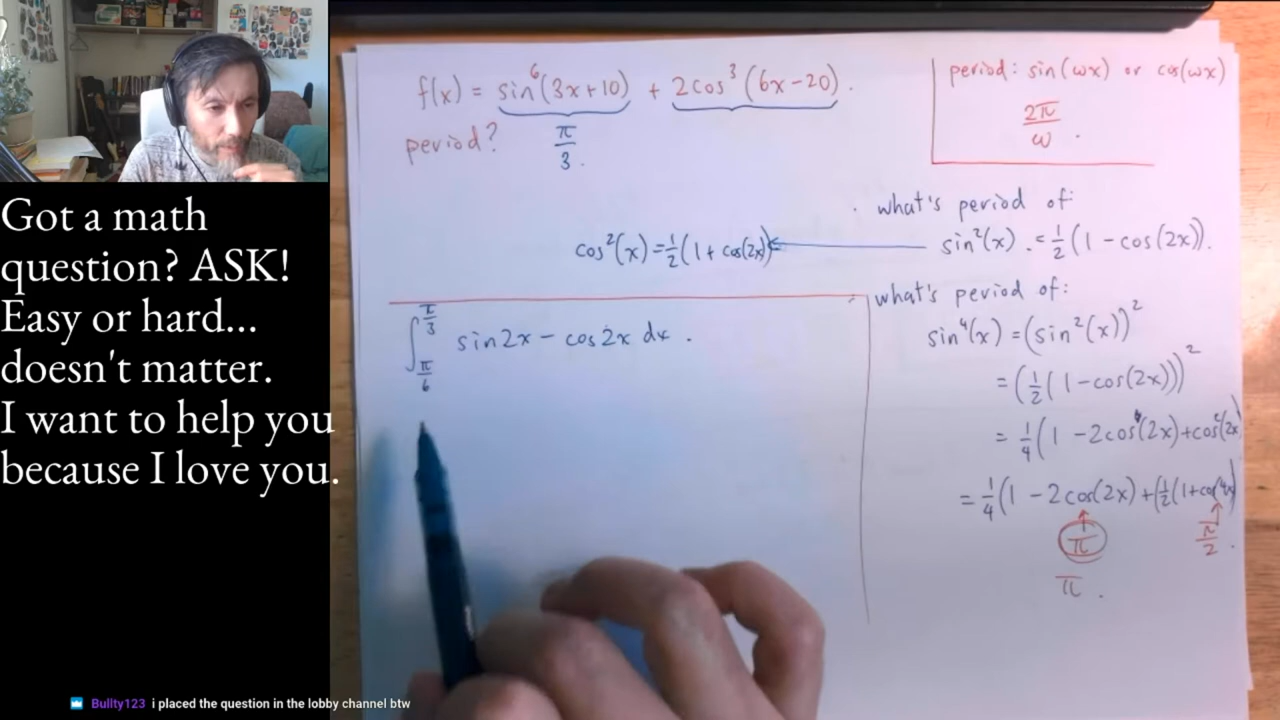 Got a math
question? ASK!
Easy or hard...
doesn't matter.
I want to help you
because I love you.
f(x) = sin⁶(3x+10) + 2cos³(6x-20).
period?
π/3.
period: sin(ωx) or cos(ωx)
2π/ω.
what's period of:
sin²(x). = 1/2(1 - cos(2x)).
cos²(x) = 1/2(1 + cos(2x))
what's period of:
sin⁴(x) = (sin²(x))²
= (1/2(1 - cos(2x)))²
= 1/4(1 - 2cos(2x) + cos²(2x)
= 1/4(1 - 2cos(2x) + (1/2(1+cos(4x)
π
π/2.
π.
∫_{π/6}^{π/3} sin2x - cos2x dx.
Bullty123 i placed the question in the lobby channel btw